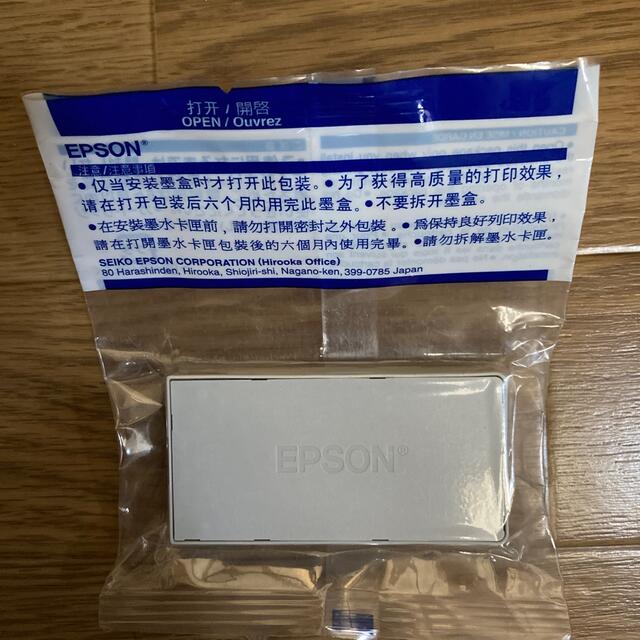 打开 / 開啓
OPEN / Ouvrez
EPSON®
注意/注意事項
• 仅当安装墨盒时才打开此包装。• 为了获得高质量的打印效果，
请在打开包装后六个月内用完此墨盒。• 不要拆开墨盒。
• 在安裝墨水卡匣前，請勿打開密封之外包裝。• 爲保持良好列印效果，
請在打開墨水卡匣包裝後的六個月內使用完畢。• 請勿拆解墨水卡匣。
SEIKO EPSON CORPORATION (Hirooka Office)
80 Harashinden, Hirooka, Shiojiri-shi, Nagano-ken, 399-0785 Japan
EPSON®